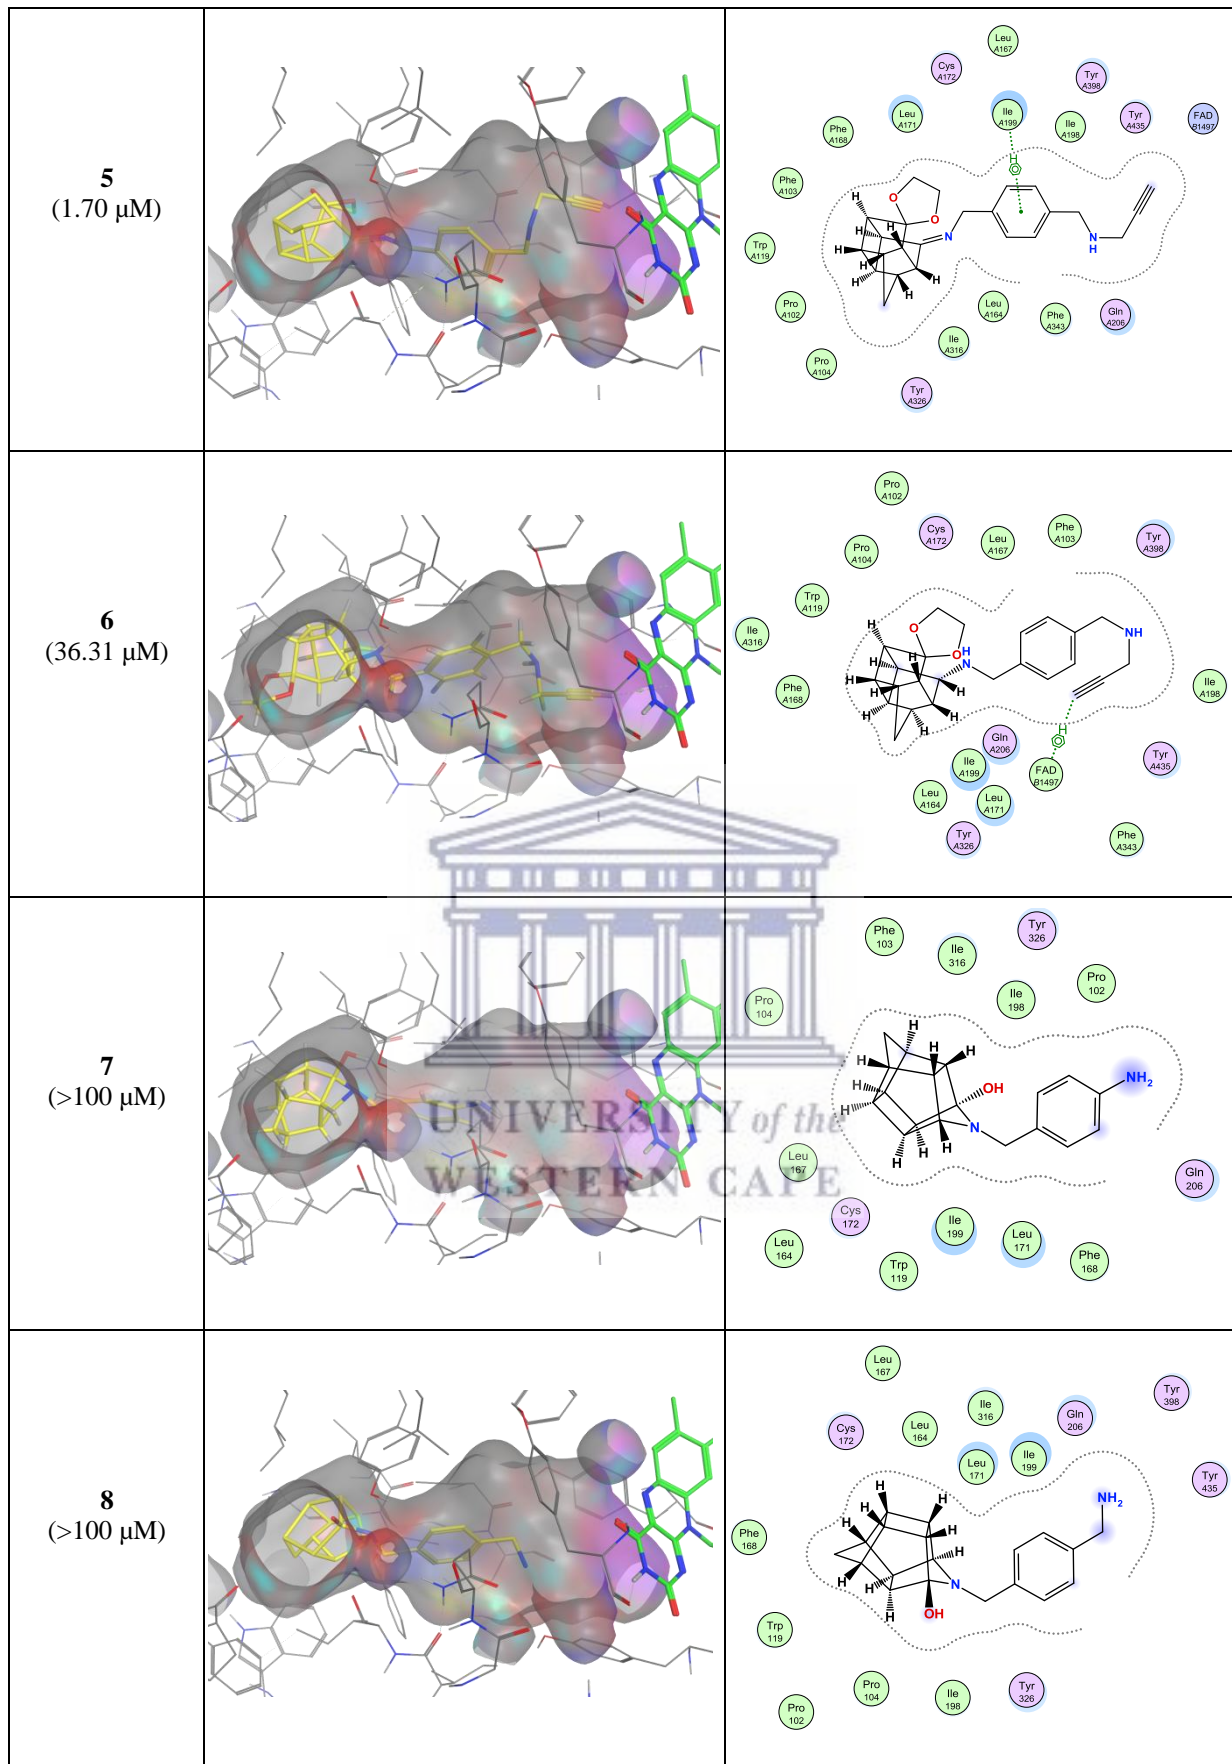 5
(1.70 µM)
Leu
A167
Cys
A172
Tyr
A398
Leu
A171
Ile
A199
Ile
A198
Tyr
A435
FAD
B1497
Phe
A168
Phe
A103
Trp
A119
Pro
A102
Pro
A104
Tyr
A326
Ile
A316
Leu
A164
Phe
A343
Gln
A206
H
O
O
H
H
N
H
H
H
H
H
H
N
H
6
(36.31 µM)
Pro
A102
Cys
A172
Leu
A167
Phe
A103
Tyr
A398
Pro
A104
Trp
A119
Ile
A316
Phe
A168
Ile
A198
Gln
A206
Ile
A199
FAD
B1497
Tyr
A435
Leu
A164
Leu
A171
Tyr
A326
Phe
A343
H
O
O
H
N
H
H
H
H
H
H
H
H
NH
H
7
(>100 µM)
Phe
103
Ile
316
Tyr
326
Pro
102
Ile
198
Pro
104
H
H
H
H
H
H
H
H
OH
N
NH2
Leu
167
Cys
172
Leu
164
Trp
119
Ile
199
Leu
171
Phe
168
Gln
206
UNIVERSITY of the
WESTERN CAPE
8
(>100 µM)
Leu
167
Cys
172
Leu
164
Ile
316
Gln
206
Tyr
398
Leu
171
Ile
199
Tyr
435
Phe
168
H
H
H
H
H
H
H
H
N
OH
NH2
Trp
119
Pro
102
Pro
104
Ile
198
Tyr
326